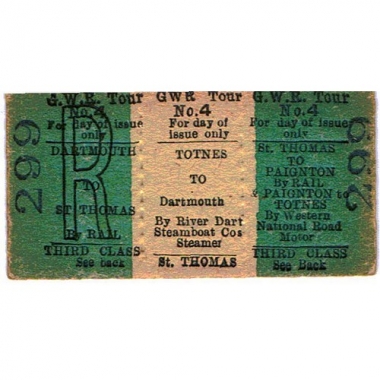 299
G.W.R. Tour
No.4
For day of issue
only
DARTMOUTH
TO
ST THOMAS
By RAIL
THIRD CLASS
See back
R
GWR Tour
No.4
For day of
issue only
TOTNES
TO
Dartmouth
By River Dart
Steamboat Cos
Steamer
St. THOMAS
G.W.R. Tour
No.4
For day of issue
only
St. THOMAS
TO
PAIGNTON
By RAIL
& PAIGNTON to
TOTNES
By Western
National Road
Motor
THIRD CLASS
See Back
299